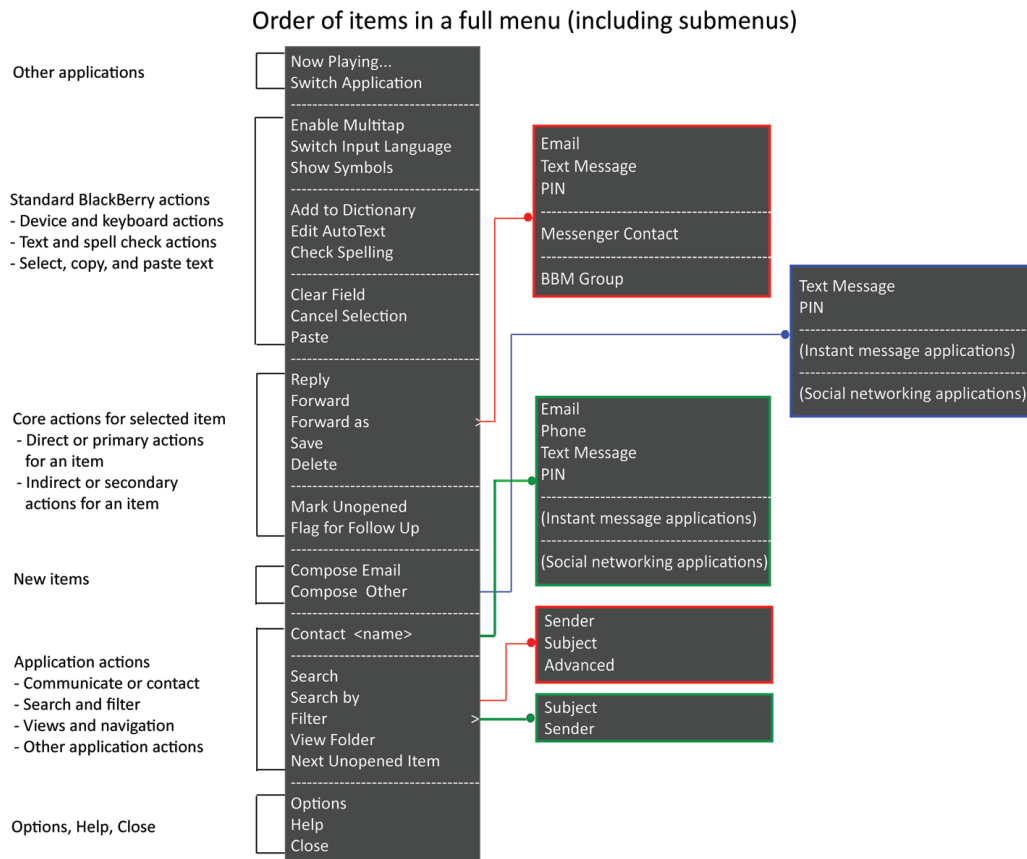 Order of items in a full menu (including submenus)
Other applications
Now Playing...
Switch Application
Standard BlackBerry actions
- Device and keyboard actions
- Text and spell check actions
- Select, copy, and paste text
Enable Multitap
Switch Input Language
Show Symbols
Add to Dictionary
Edit AutoText
Check Spelling
Clear Field
Cancel Selection
Paste
Core actions for selected item
- Direct or primary actions
for an item
- Indirect or secondary
actions for an item
Reply
Forward
Forward as >
Save
Delete
Mark Unopened
Flag for Follow Up
New items
Compose Email
Compose Other
Application actions
- Communicate or contact
- Search and filter
- Views and navigation
- Other application actions
Contact <name>
Search
Search by
Filter >
View Folder
Next Unopened Item
Options, Help, Close
Options
Help
Close
Email
Text Message
PIN
Messenger Contact
BBM Group
Text Message
PIN
(Instant message applications)
(Social networking applications)
Email
Phone
Text Message
PIN
(Instant message applications)
(Social networking applications)
Sender
Subject
Advanced
Subject
Sender